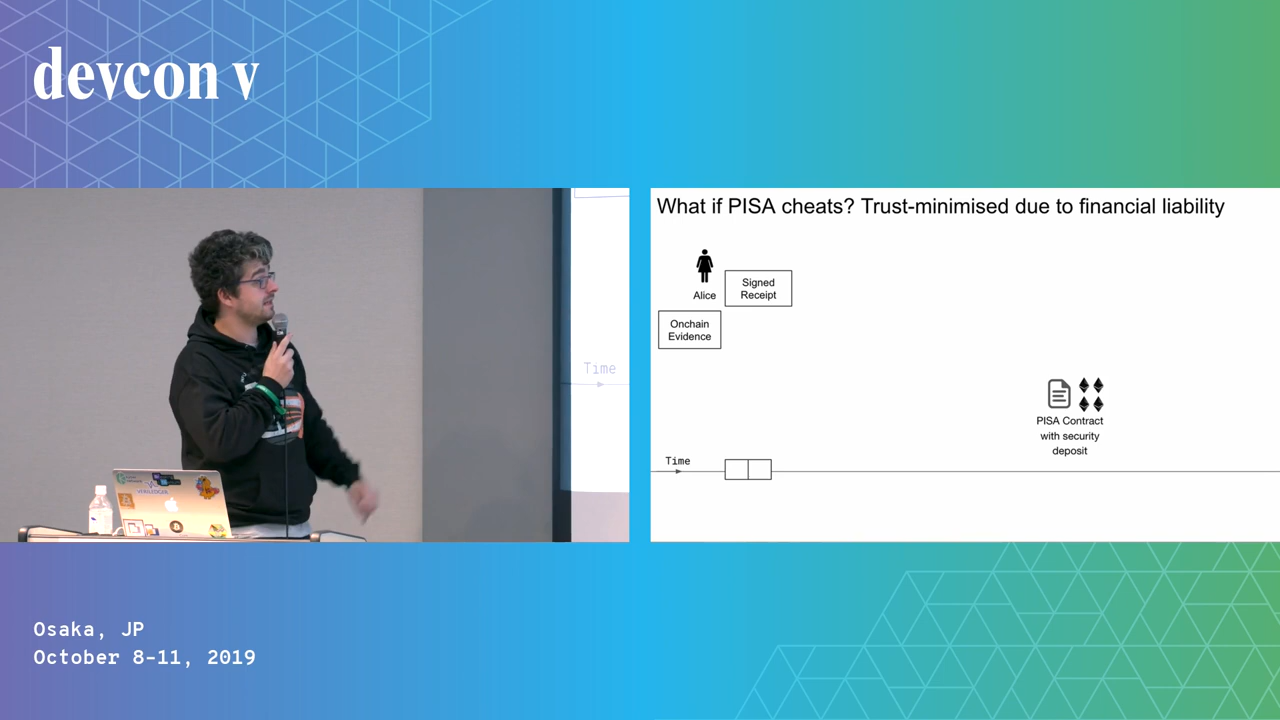 devcon v
What if PISA cheats? Trust-minimised due to financial liability
Alice
Signed
Receipt
Onchain
Evidence
PISA Contract
with security
deposit
Time
Time
Osaka, JP
October 8-11, 2019